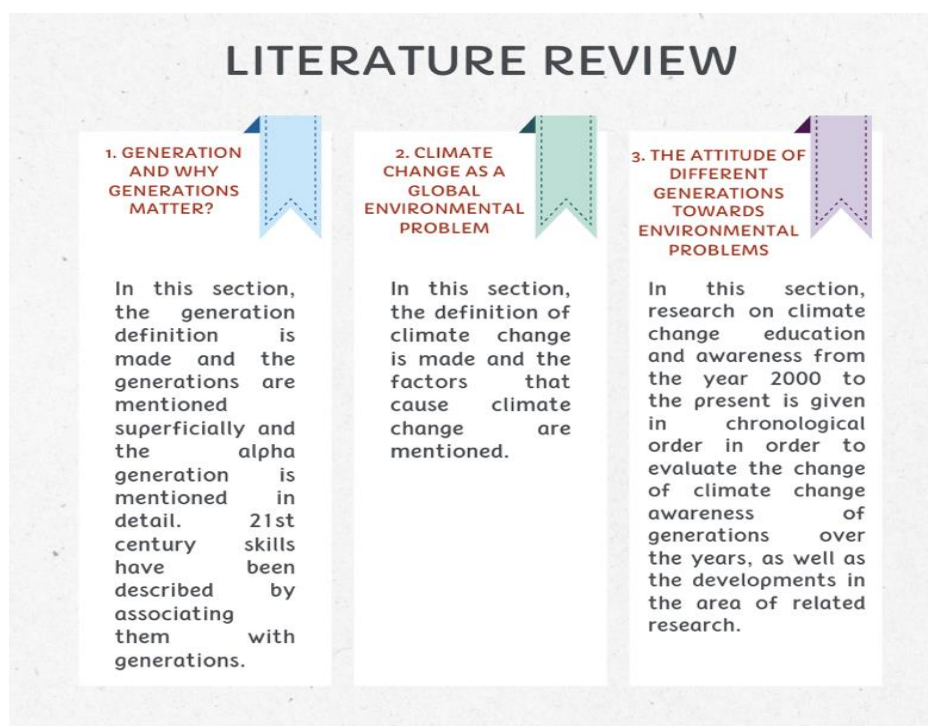 LITERATURE REVIEW
1. GENERATION
AND WHY
GENERATIONS
MATTER?
In this section,
the generation
definition is
made and the
generations are
mentioned
superficially and
the alpha
generation is
mentioned in
detail. 21st
century skills
have been
described by
associating
them with
generations.
2. CLIMATE
CHANGE AS A
GLOBAL
ENVIRONMENTAL
PROBLEM
In this section,
the definition of
climate change
is made and the
factors that
cause climate
change are
mentioned.
3. THE ATTITUDE OF
DIFFERENT
GENERATIONS
TOWARDS
ENVIRONMENTAL
PROBLEMS
In this section,
research on climate
change education
and awareness from
the year 2000 to
the present is given
in chronological
order in order to
evaluate the change
of climate change
awareness of
generations over
the years, as well as
the developments in
the area of related
research.